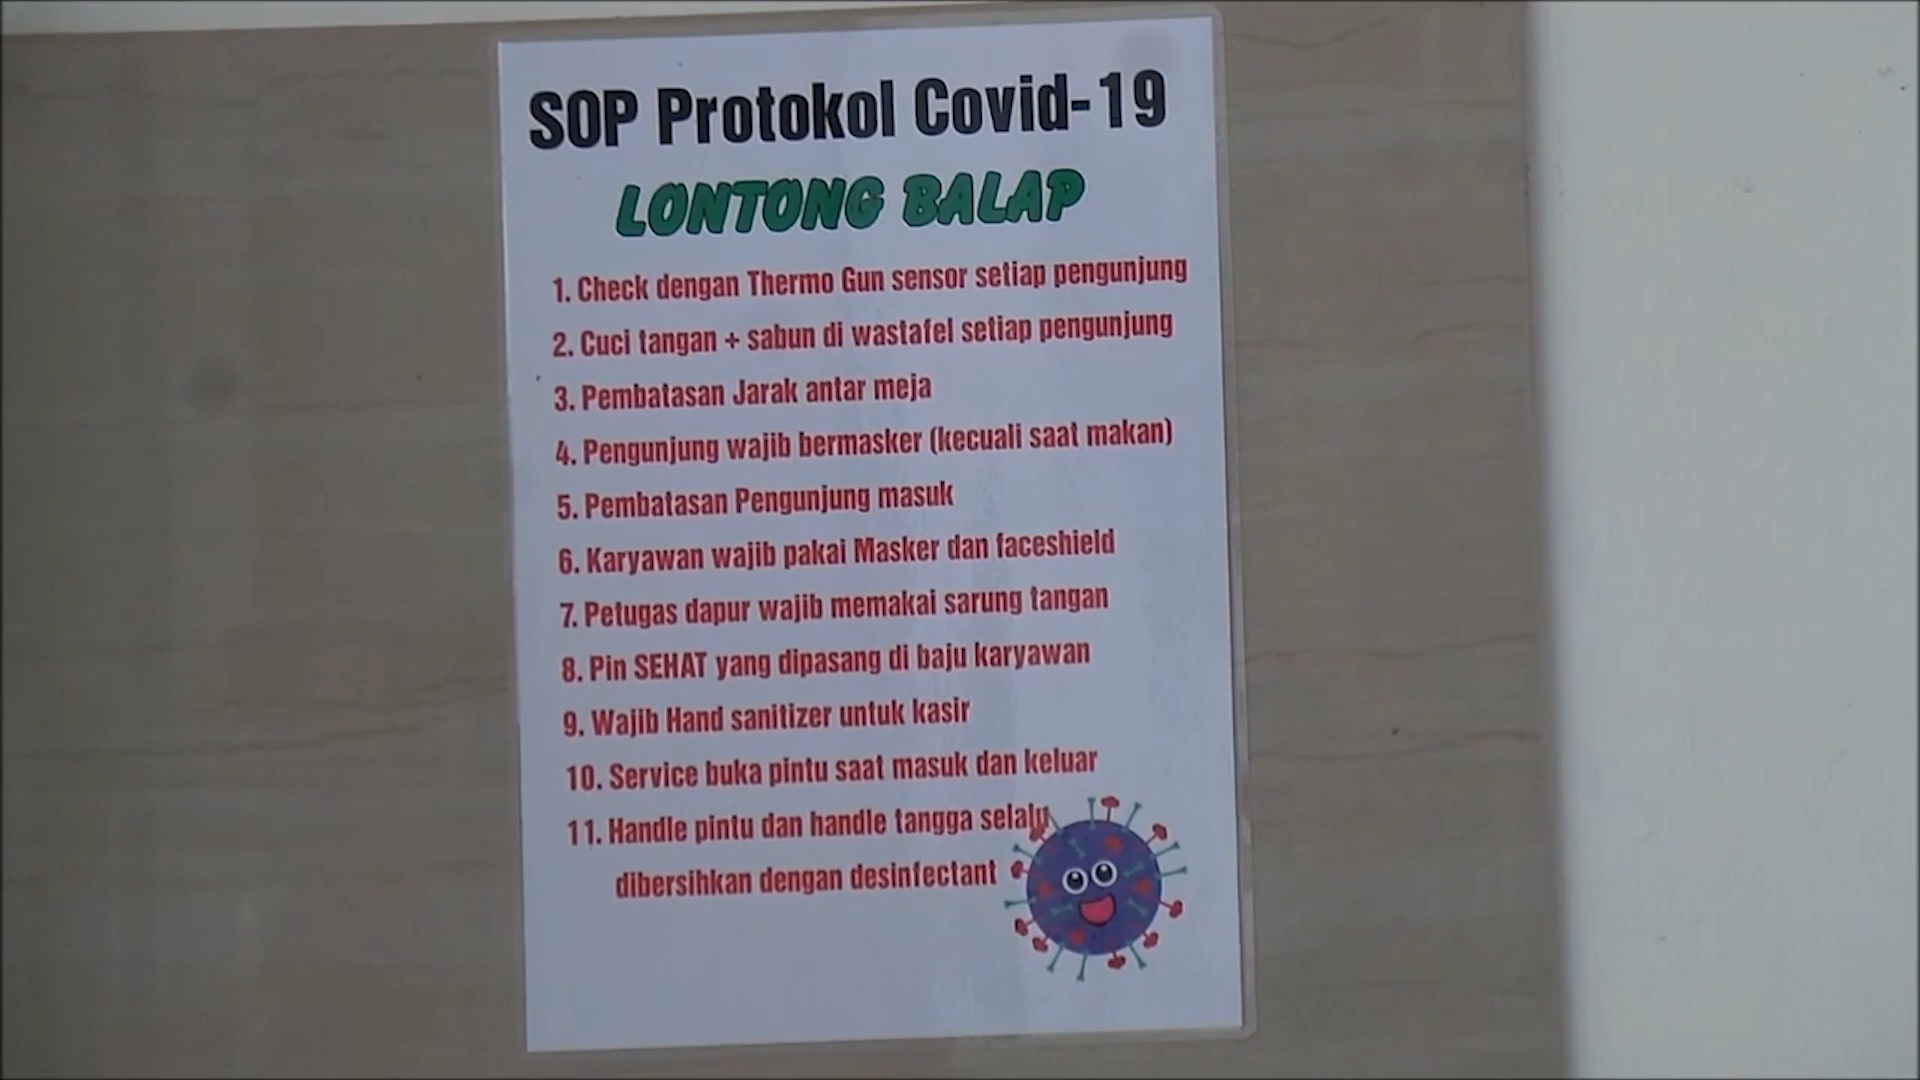 SOP Protokol Covid-19
LONTONG BALAP
1. Check dengan Thermo Gun sensor setiap pengunjung
2. Cuci tangan + sabun di wastafel setiap pengunjung
3. Pembatasan Jarak antar meja
4. Pengunjung wajib bermasker (kecuali saat makan)
5. Pembatasan Pengunjung masuk
6. Karyawan wajib pakai Masker dan faceshield
7. Petugas dapur wajib memakai sarung tangan
8. Pin SEHAT yang dipasang di baju karyawan
9. Wajib Hand sanitizer untuk kasir
10. Service buka pintu saat masuk dan keluar
11. Handle pintu dan handle tangga selalu
dibersihkan dengan desinfectant